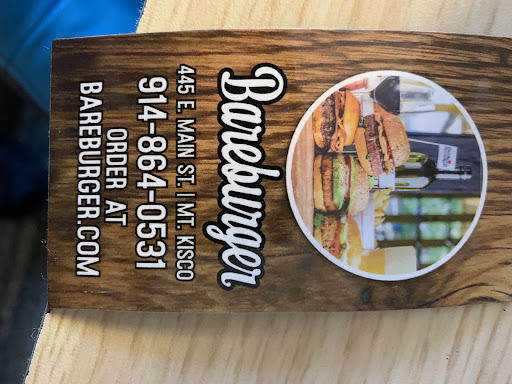 Bareburger
445 E. MAIN ST. | MT. KISCO
914-864-0531
ORDER AT
BAREBURGER.COM